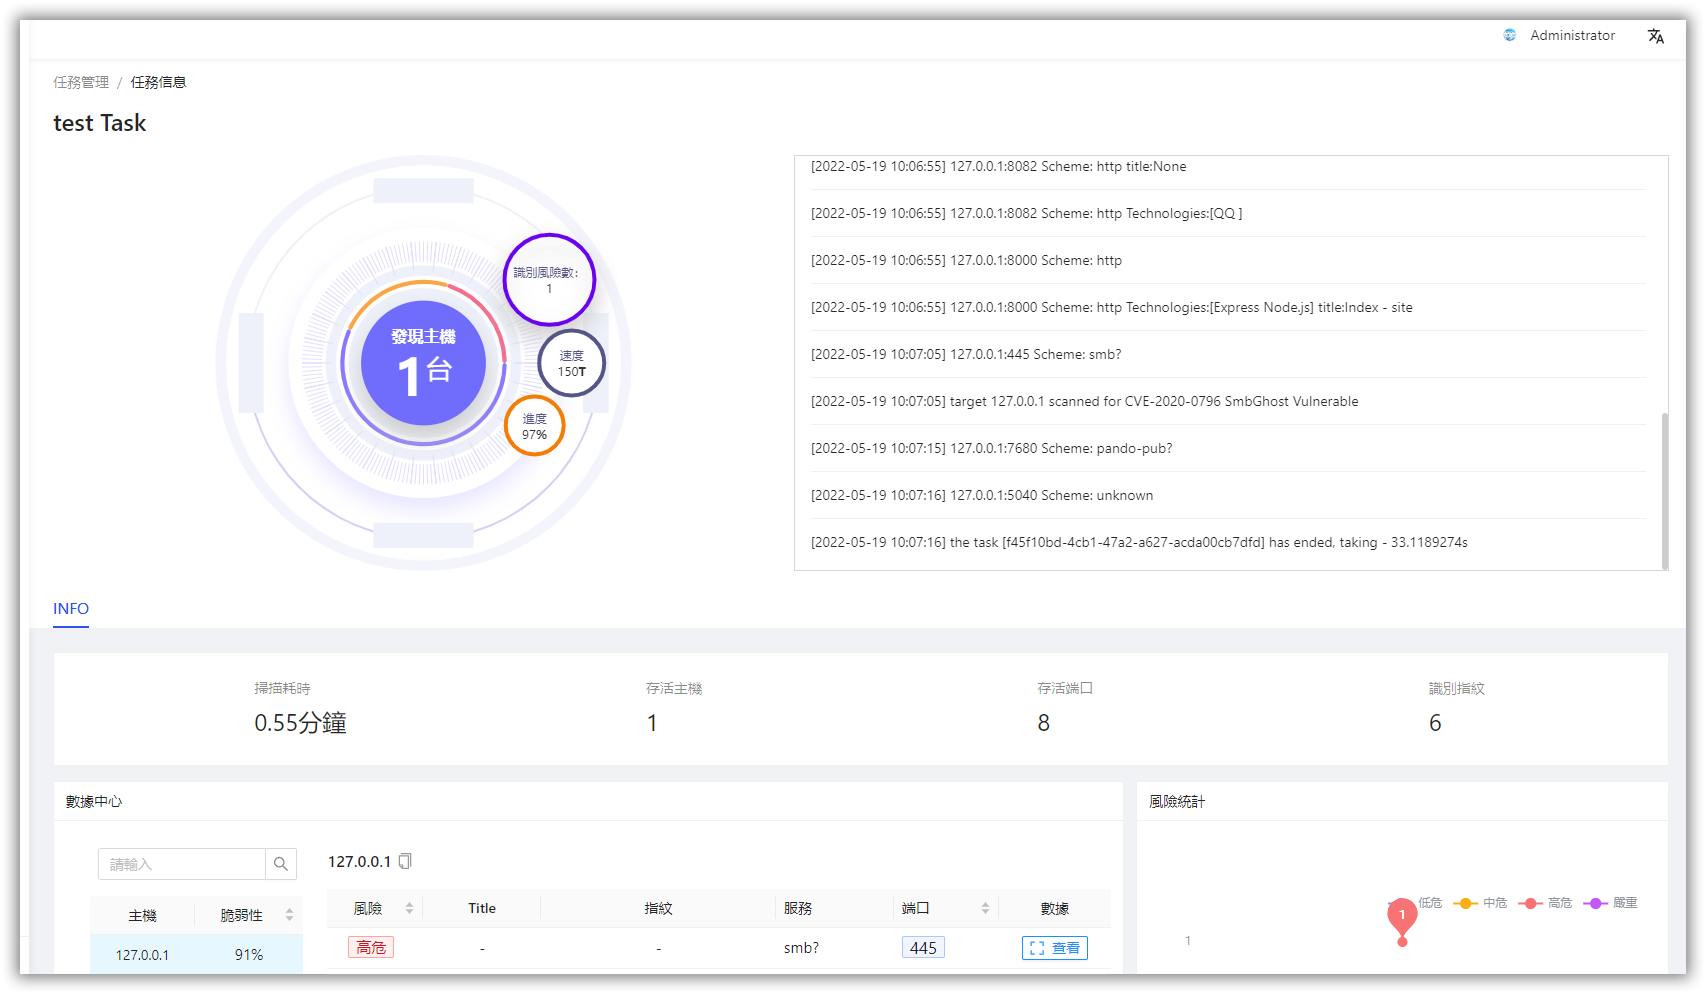 Administrator
任務管理 / 任務信息
test Task
發現主機
1台
識別風險數:
1
速度
150T
進度
97%
[2022-05-19 10:06:55] 127.0.0.1:8082 Scheme: http title:None
[2022-05-19 10:06:55] 127.0.0.1:8082 Scheme: http Technologies:[QQ ]
[2022-05-19 10:06:55] 127.0.0.1:8000 Scheme: http
[2022-05-19 10:06:55] 127.0.0.1:8000 Scheme: http Technologies:[Express Node.js] title:Index - site
[2022-05-19 10:07:05] 127.0.0.1:445 Scheme: smb?
[2022-05-19 10:07:05] target 127.0.0.1 scanned for CVE-2020-0796 SmbGhost Vulnerable
[2022-05-19 10:07:15] 127.0.0.1:7680 Scheme: pando-pub?
[2022-05-19 10:07:16] 127.0.0.1:5040 Scheme: unknown
[2022-05-19 10:07:16] the task [f45f10bd-4cb1-47a2-a627-acda00cb7dfd] has ended, taking - 33.1189274s
INFO
掃描耗時 存活主機 存活端口 識別指紋
0.55分鐘 1 8 6
數據中心
請輸入
主機 脆弱性
127.0.0.1 91%
127.0.0.1
風險 Title 指紋 服務 端口 數據
高危 - - smb? 445 查看
風險統計
低危 中危 高危 嚴重
1
1